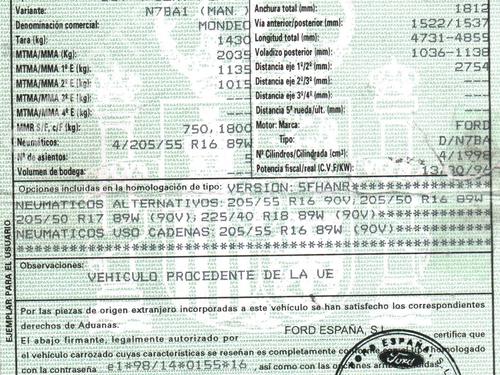 Variante: N7BA1 (MAN )
Denominación comercial: MONDEO
Tara (kg): 1430
MTMA/MMA (Kg): 2035
MTMA/MMA 1º E (kg): 1135
MTMA/MMA 2º E (kg): 1015
MTMA/MMA 3º E (kg): ---
MTMA/MMA 4º E (kg): ---
MMR S/F, c/f (kg): 750,1800
Neumáticos: 4/205/55 R16 89W
Nº de asientos: 5
Volumen de bodega: -----
Anchura total (mm): 1812
Vía anterior/posterior (mm): 1522/1537
Longitud total (mm): 4731-4855
Voladizo posterior (mm): 1036-1138
Distancia eje 1º/2º (mm): 2754
Distancia eje 2º/3º (mm): ---
Distancia eje 3º/4º (mm): ---
Distancia 5ª rueda/ult. (mm): ---
Motor: Marca: FORD
Tipo: D/N7BA
Nº Cilindros/Cilindrada (cm³): 4/1998
Potencia fiscal/real (C.V.F/KW):
Opciones incluidas en la homologación de tipo: VERSION: 5FHANR*******************
NEUMATICOS ALTERNATIVOS: 205/55 R16 90V; 205/50 R16 89W
205/50 R17 89W (90V); 225/40 R18 89W (90V)************
NEUMATICOS USO CADENAS: 205/55 R16 89W (90V)**********
******************************************************
Observaciones:
VEHICULO PROCEDENTE DE LA UE
EJEMPLAR PARA EL USUARIO
Por las piezas de origen extranjero incorporadas a este vehículo se han satisfecho los correspondientes
derechos de Aduanas. FORD ESPAÑA, S.L.
El abajo firmante, legalmente autorizado por certifica que
el vehículo carrozado cuyas características se reseñan es completamente conforme homologado
con la contraseña e1*98/14*0155*16 ,así como con las opciones
FORD ESPAÑA, S.L.
Ford